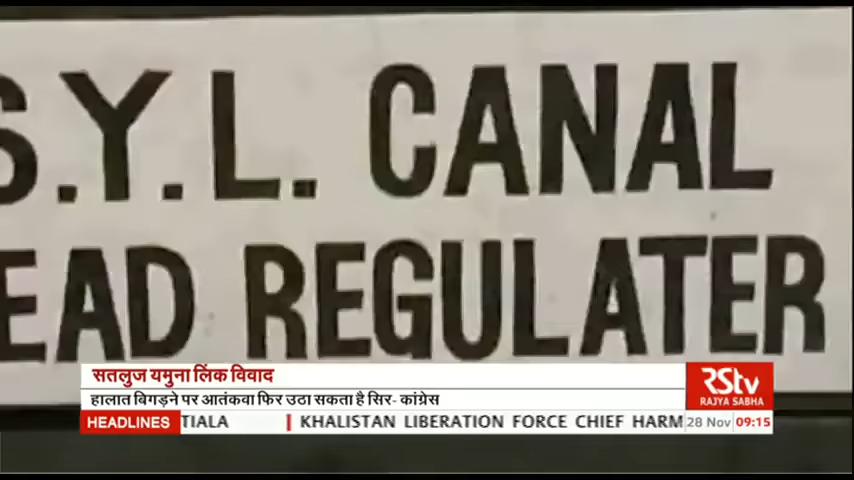 S.Y.L. CANAL
EAD REGULATER
सतलुज यमुना लिंक विवाद
हालात बिगड़ने पर आतंकवा फिर उठा सकता है सिर- कांग्रेस
RStv
RAJYA SABHA
HEADLINES TIALA KHALISTAN LIBERATION FORCE CHIEF HARM 28 Nov 09:15